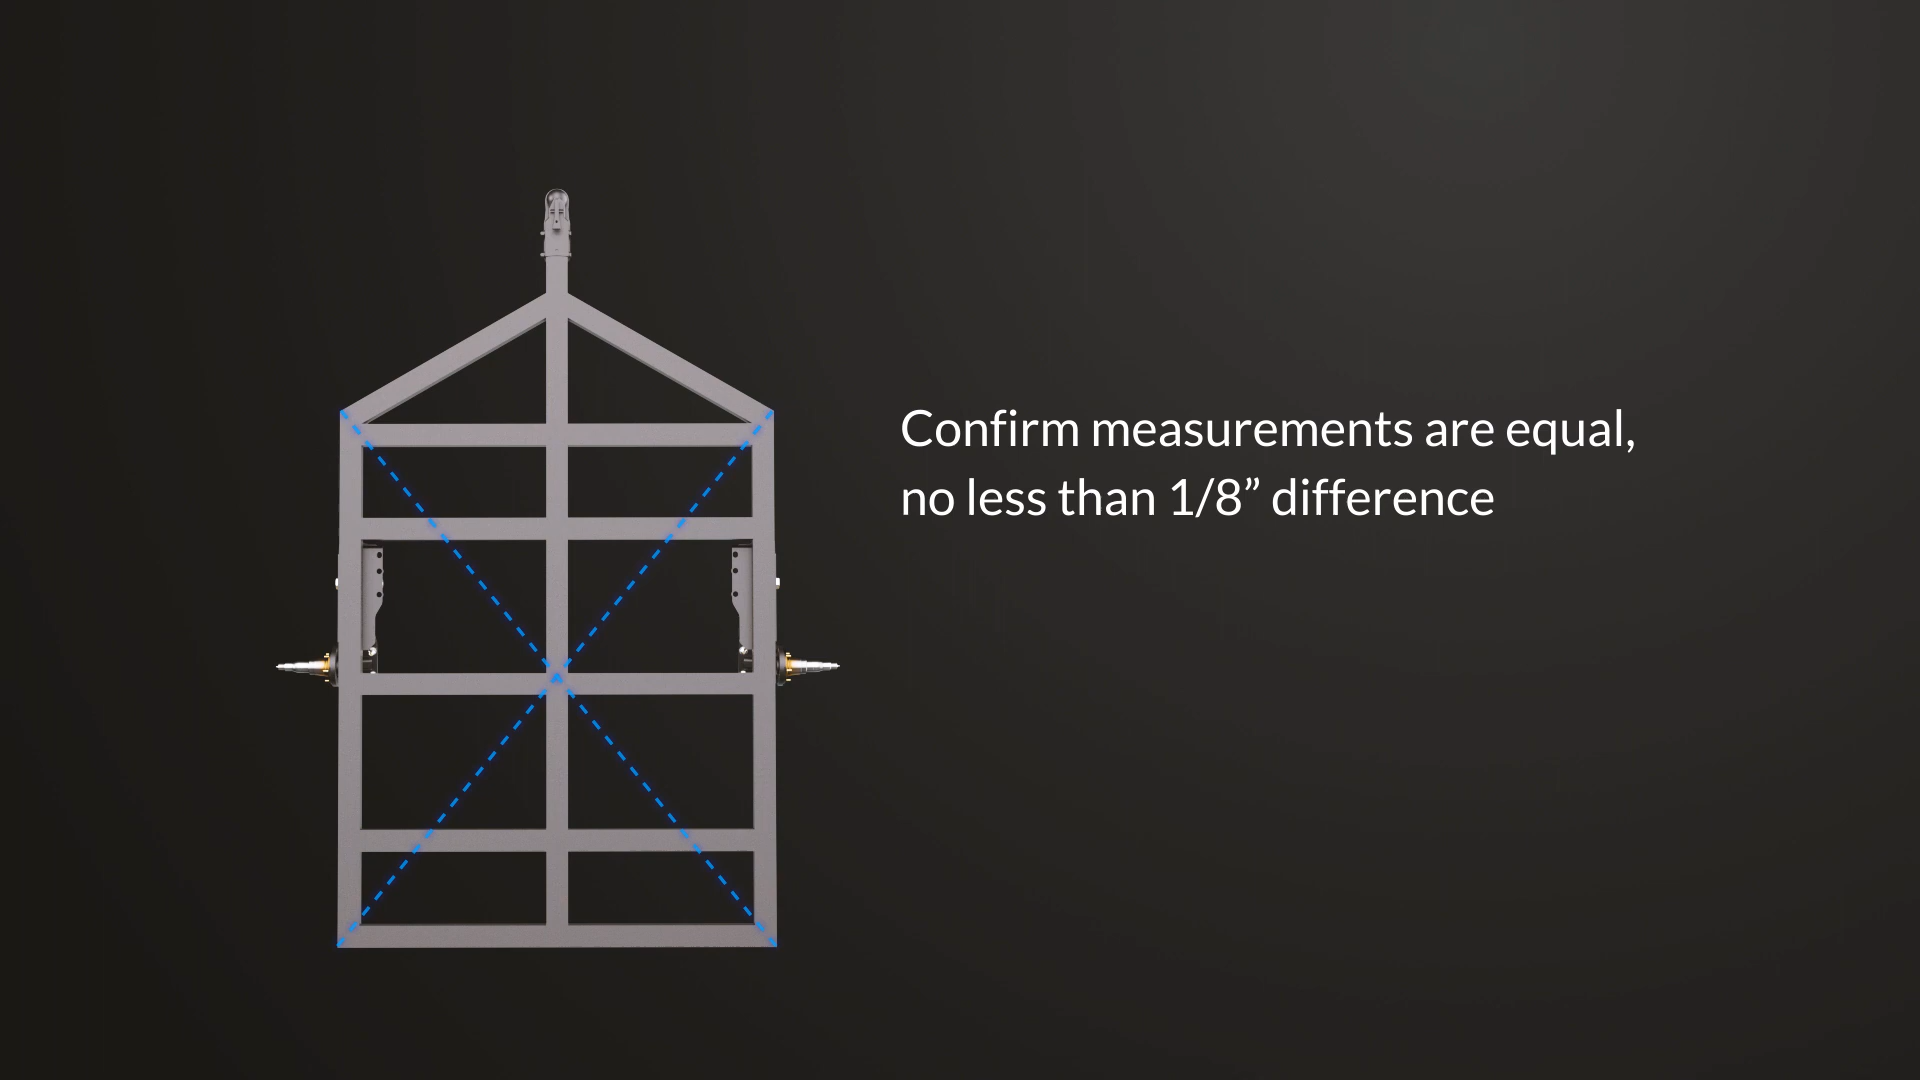 Confirm measurements are equal,
no less than 1/8” difference